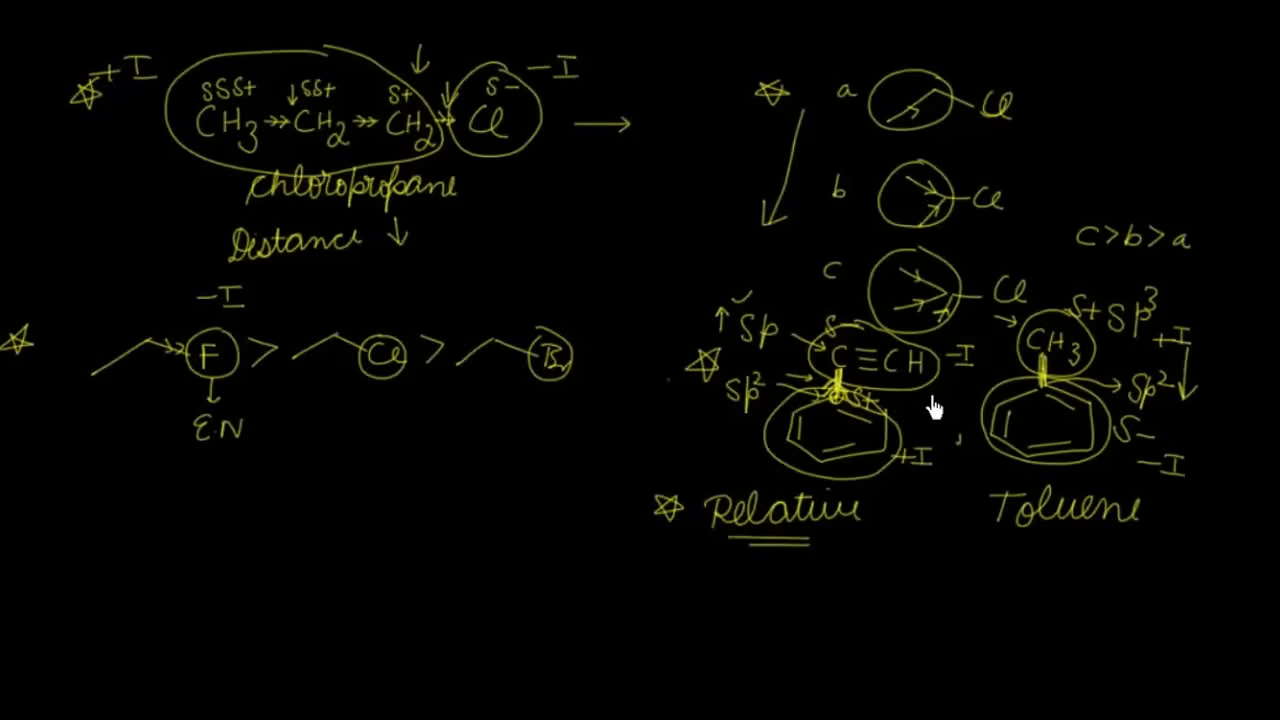 +I
-I
δδδ+ δδ+ δ+ δ-
CH3 CH2 CH2 Cl
Chloropropane
Distance ↓
-I
F > Cl > Br
E.N
a Cl
b Cl
c Cl
c>b>a
↑ Sp δ- C≡CH -I
Sp² δ+
+I
,
δ+ Sp³
CH3 +I
Sp²
δ-
-I
Relative
Toluene